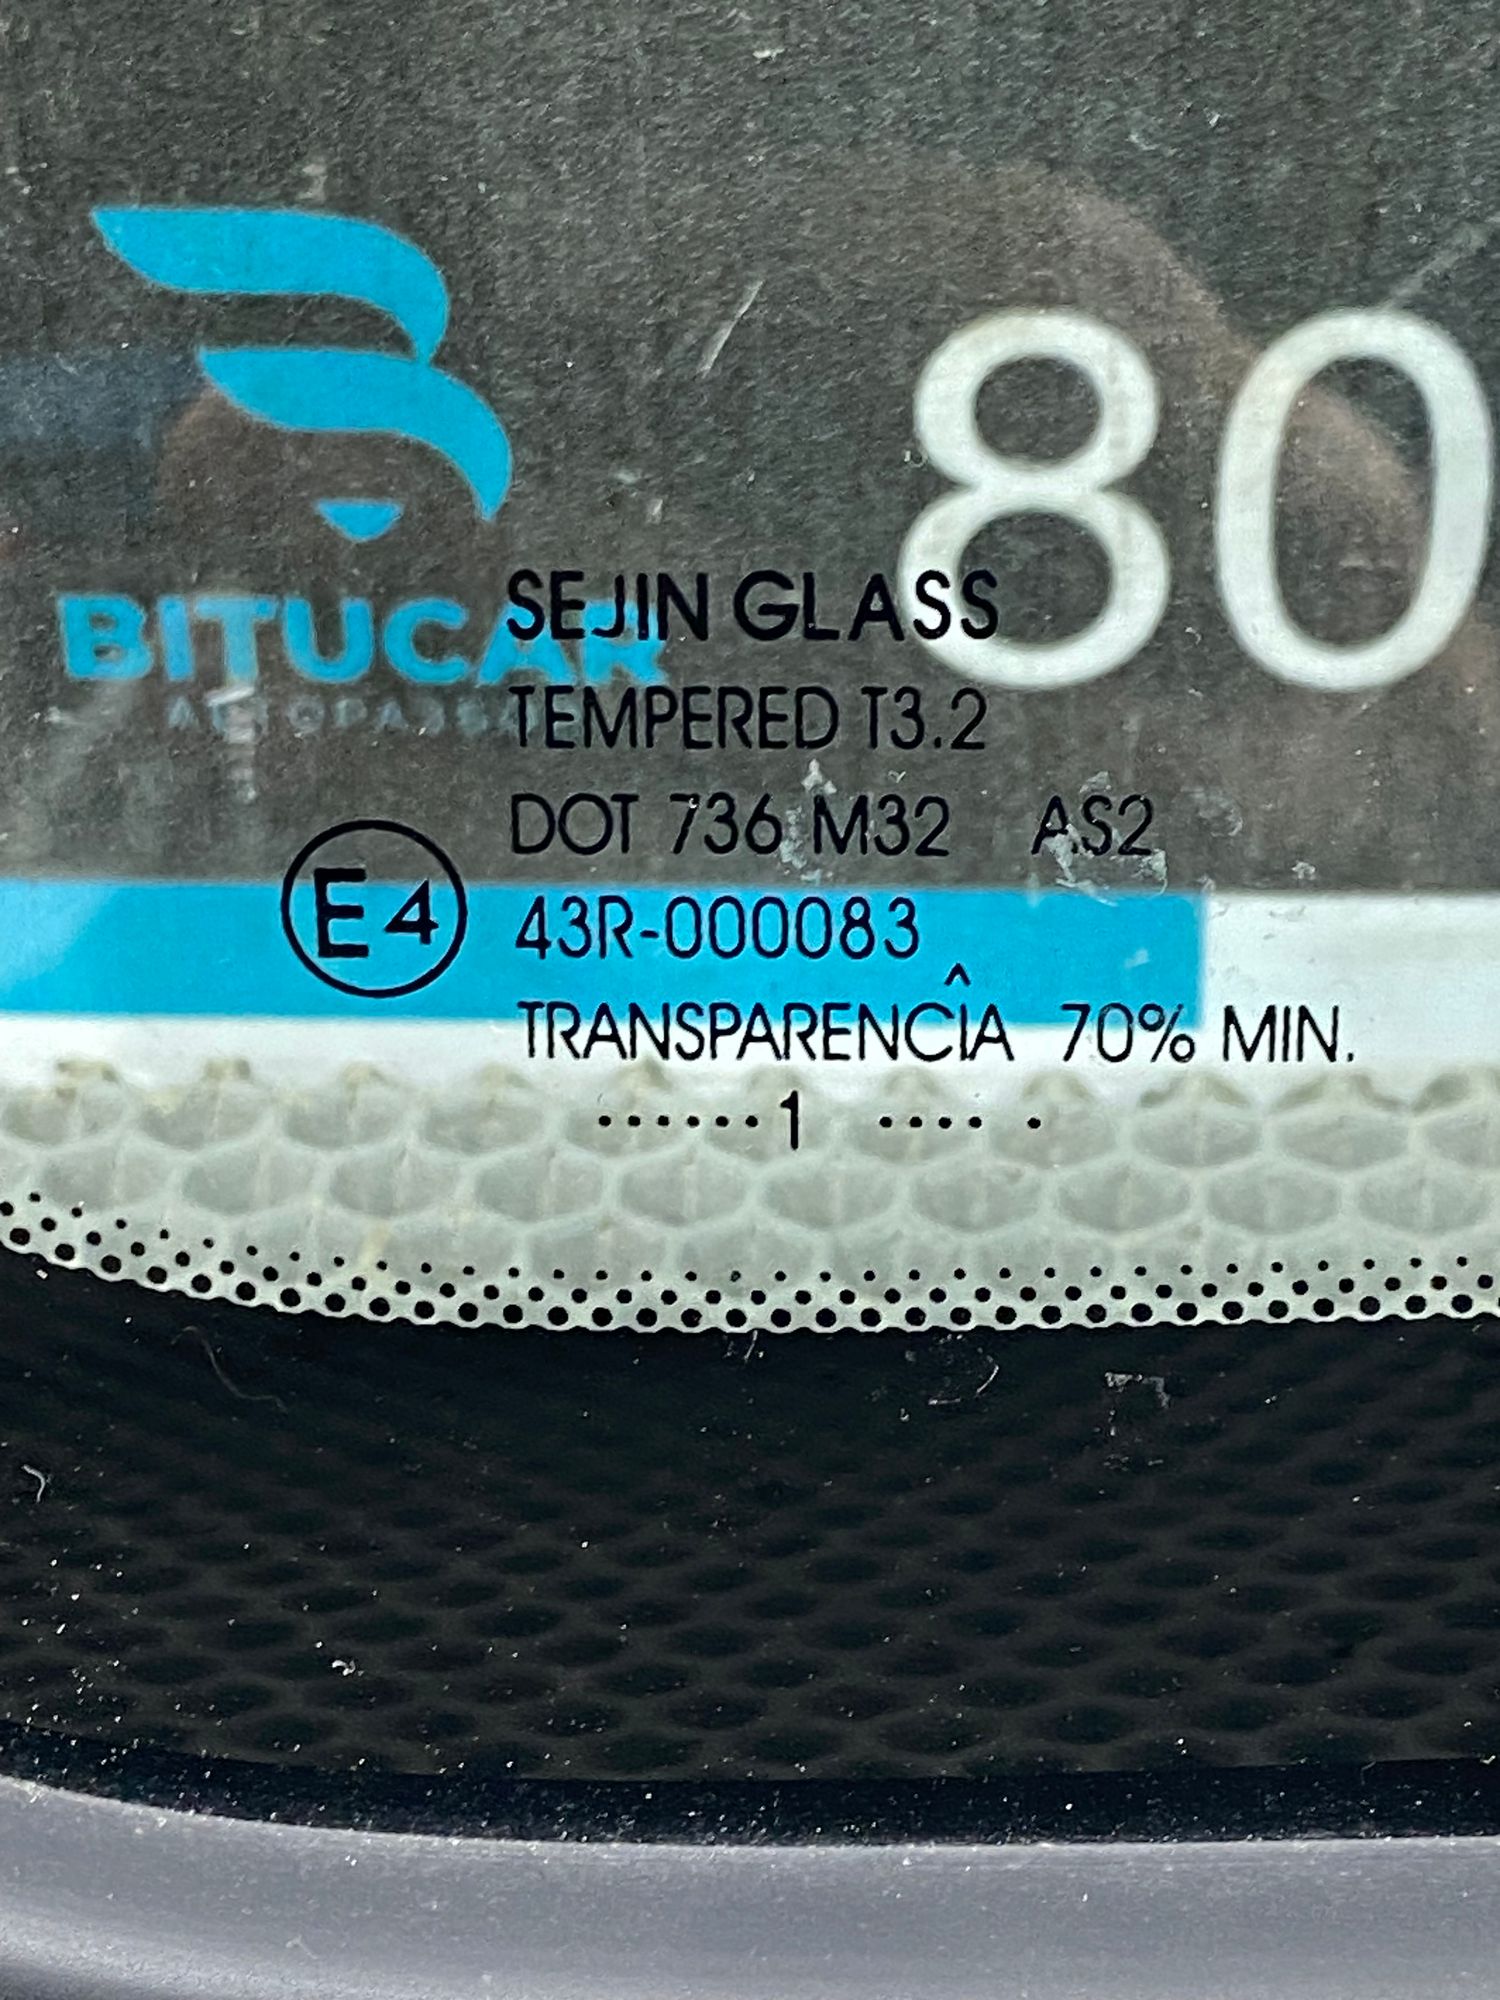 80
BITUCAR
SEJIN GLASS
TEMPERED T3.2
DOT 736 M32 AS2
E4
43R-000083
TRANSPARENCÎA 70% MIN.
······1 ···· ·